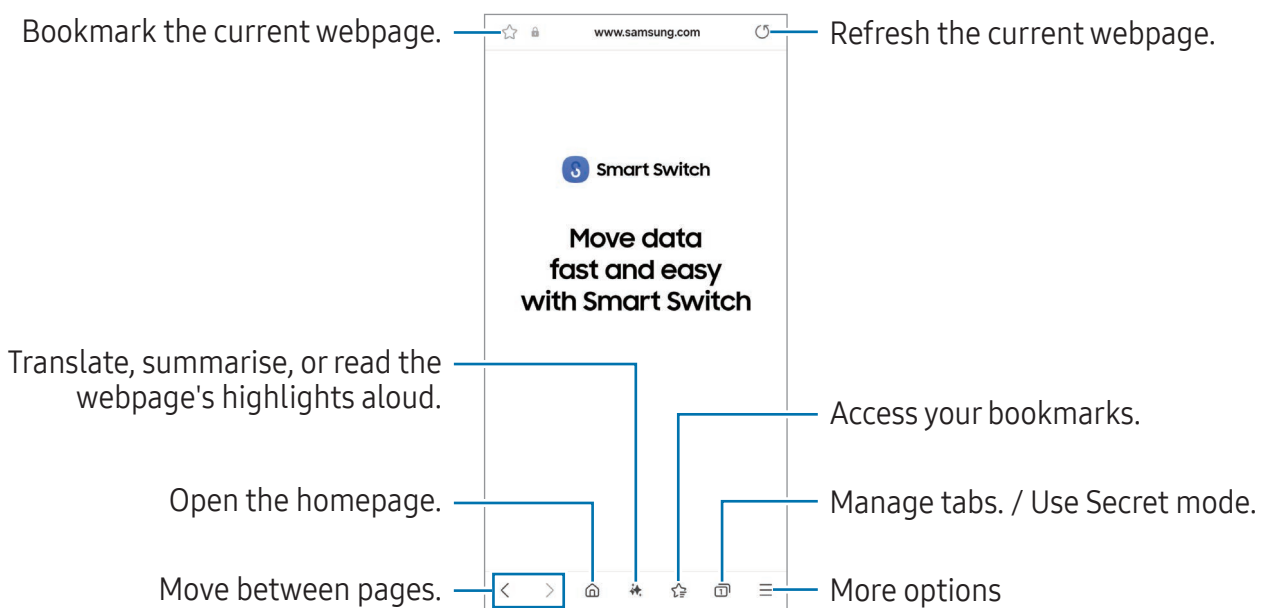 Bookmark the current webpage.
www.samsung.com
Refresh the current webpage.
Smart Switch
Move data
fast and easy
with Smart Switch
Translate, summarise, or read the
webpage's highlights aloud.
Access your bookmarks.
Open the homepage.
Manage tabs. / Use Secret mode.
Move between pages.
1
More options